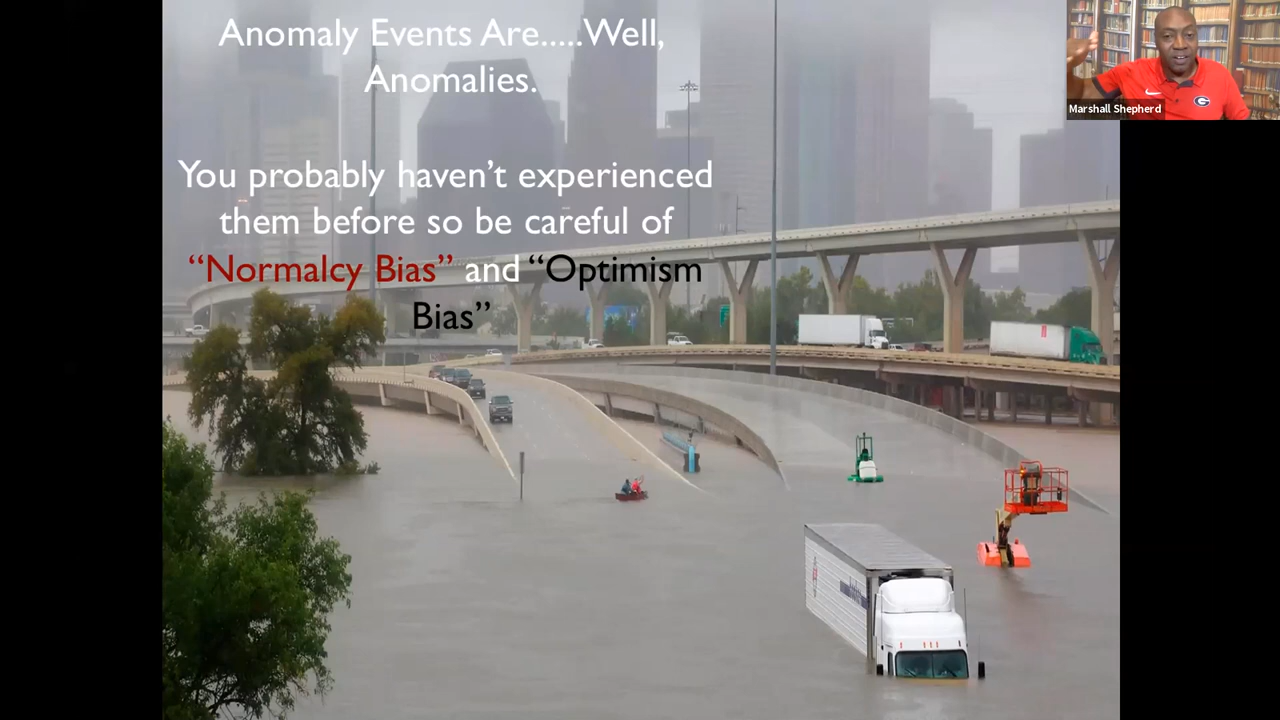 Anomaly Events Are.....Well,
Anomalies.
You probably haven’t experienced
them before so be careful of
“Normalcy Bias” and “Optimism
Bias”
Marshall Shepherd
G